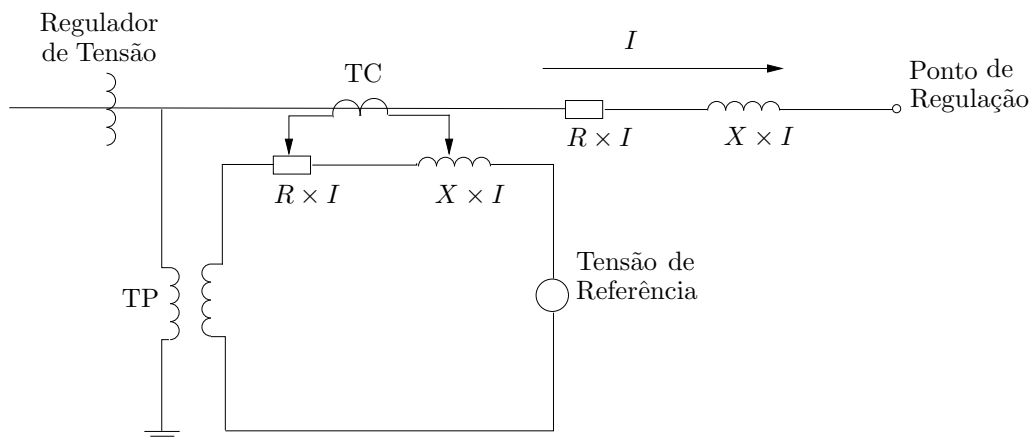 Regulador
de Tensão
TC
I
Ponto de
Regulação
R × I
X × I
R × I
X × I
TP
Tensão de
Referência